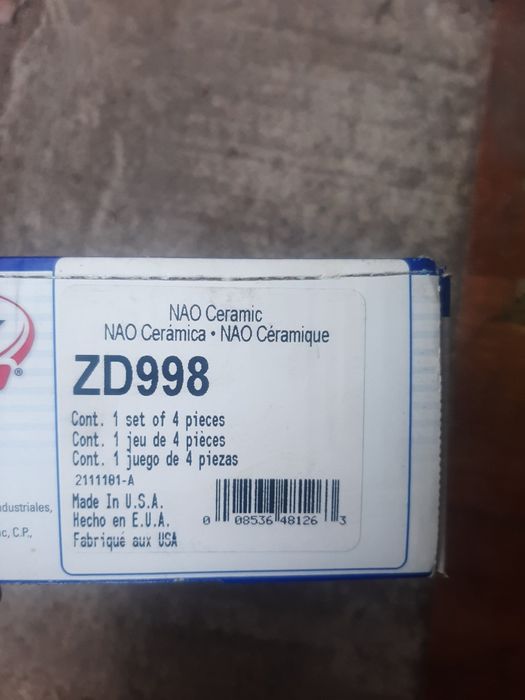 NAO Ceramic
NAO Cerámica • NAO Céramique
ZD998
Cont. 1 set of 4 pieces
Cont. 1 jeu de 4 pièces
Cont. 1 juego de 4 piezas
2111101-A
Made In U.S.A.
Hecho en E.U.A.
Fabriqué aux USA
0 08536 48126 3
®
ndustriales,
C.P.,